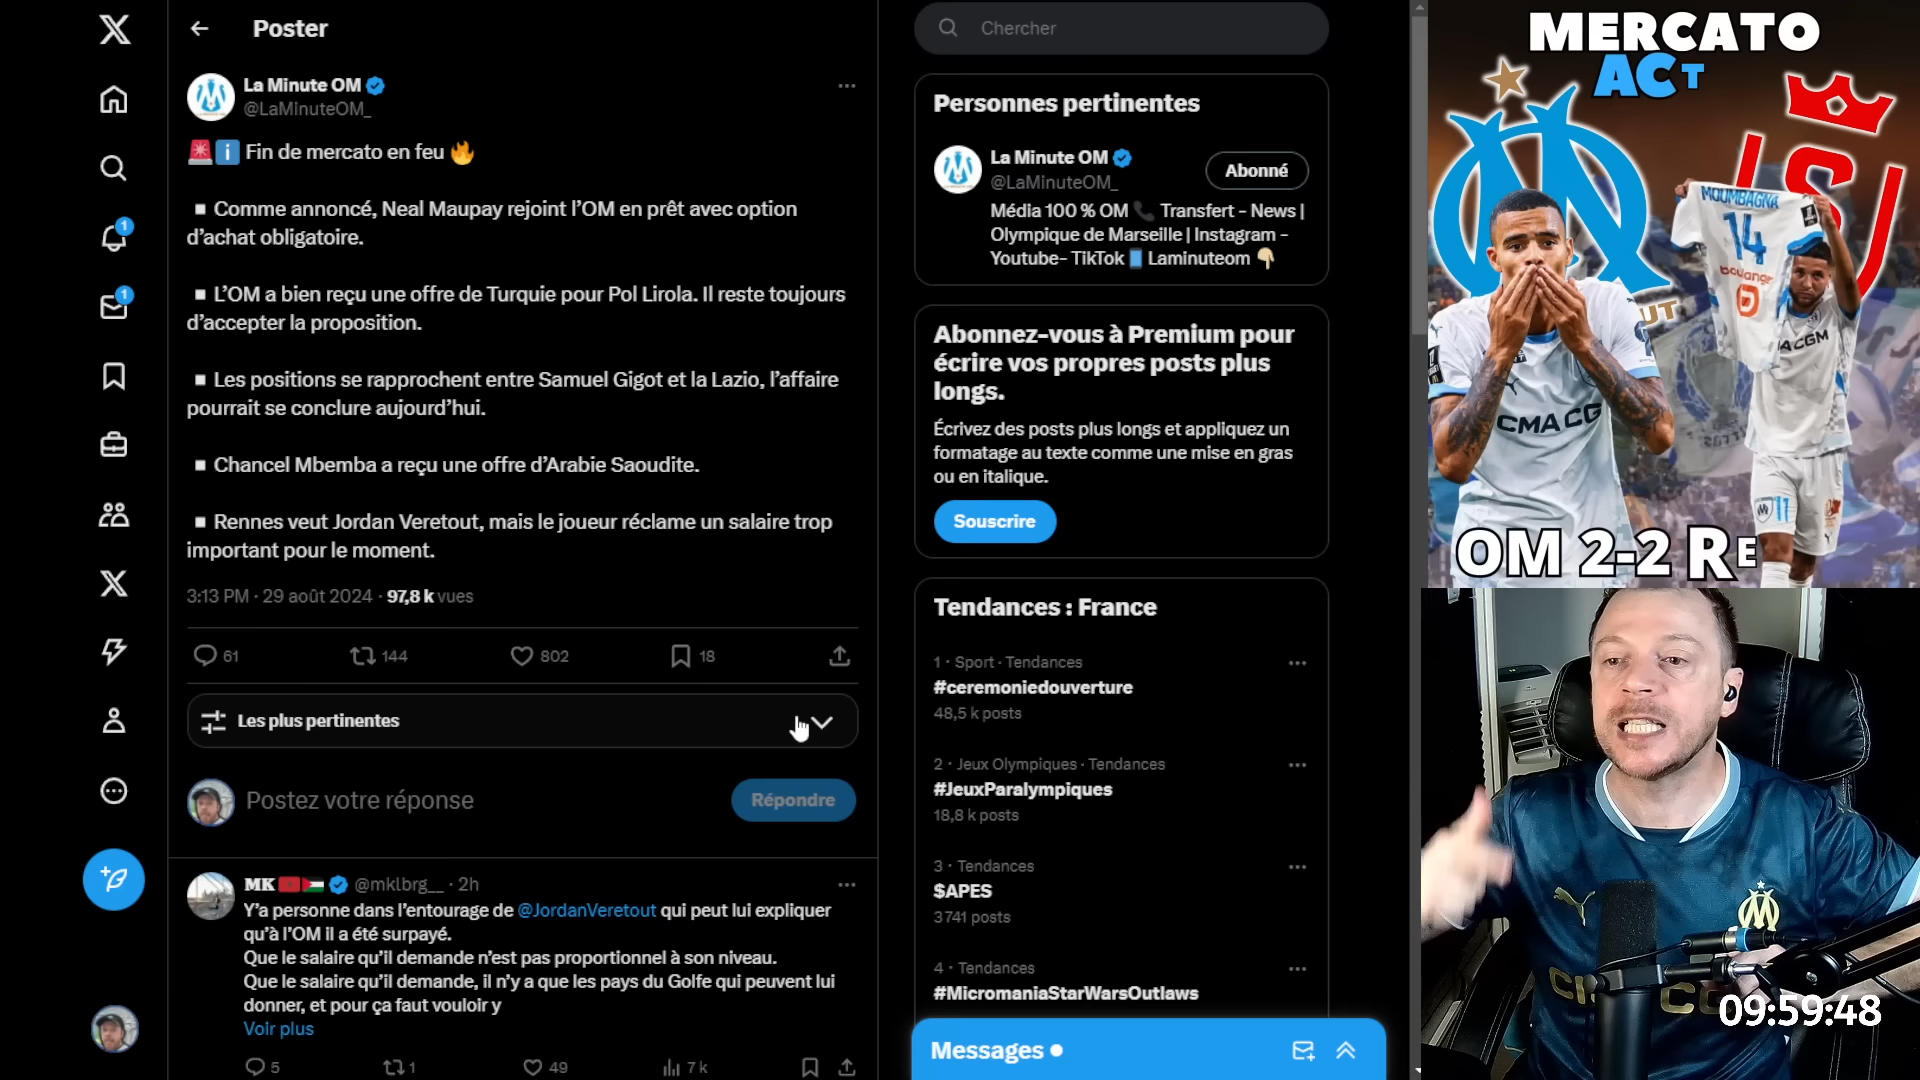 Poster
La Minute OM
@LaMinuteOM_
Fin de mercato en feu 🔥
▪Comme annoncé, Neal Maupay rejoint l’OM en prêt avec option
d’achat obligatoire.
▪L’OM a bien reçu une offre de Turquie pour Pol Lirola. Il reste toujours
d’accepter la proposition.
▪Les positions se rapprochent entre Samuel Gigot et la Lazio, l’affaire
pourrait se conclure aujourd’hui.
▪Chancel Mbemba a reçu une offre d’Arabie Saoudite.
▪Rennes veut Jordan Veretout, mais le joueur réclame un salaire trop
important pour le moment.
3:13 PM · 29 août 2024 · 97,8 k vues
61
144
802
18
Les plus pertinentes
Postez votre réponse
Répondre
MK @mklbrg__ · 2h
Y’a personne dans l’entourage de @JordanVeretout qui peut lui expliquer
qu’à l’OM il a été surpayé.
Que le salaire qu’il demande n’est pas proportionnel à son niveau.
Que le salaire qu’il demande, il n’y a que les pays du Golfe qui peuvent lui
donner, et pour ça faut vouloir y
Voir plus
5
1
49
7 k
1
1
Chercher
Personnes pertinentes
La Minute OM
@LaMinuteOM_
Abonné
Média 100 % OM 📞 Transfert - News |
Olympique de Marseille | Instagram -
Youtube- TikTok 📱 Laminuteom 👇🏼
Abonnez-vous à Premium pour
écrire vos propres posts plus
longs.
Écrivez des posts plus longs et appliquez un
formatage au texte comme une mise en gras
ou en italique.
Souscrire
Tendances : France
1 · Sport · Tendances
#ceremoniedouverture
48,5 k posts
2 · Jeux Olympiques · Tendances
#JeuxParalympiques
18,8 k posts
3 · Tendances
$APES
3 741 posts
4 · Tendances
#MicromaniaStarWarsOutlaws
Messages
MERCATO
ACT
MOUMBAGNA
14
boulanger
CMA CGM
ACGM
11
UT
OM 2-2 RE
09:59:48